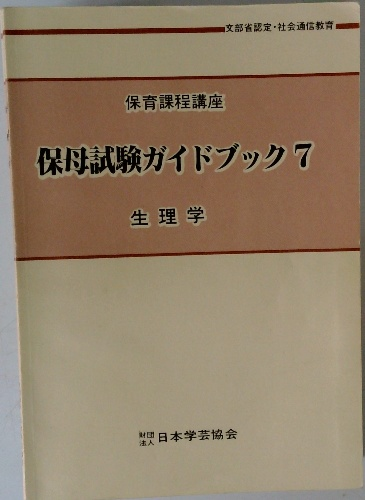 文部省認定・社会通信教育
保育課程講座
保母試験ガイドブック7
生理学
財団法人 日本学芸協会